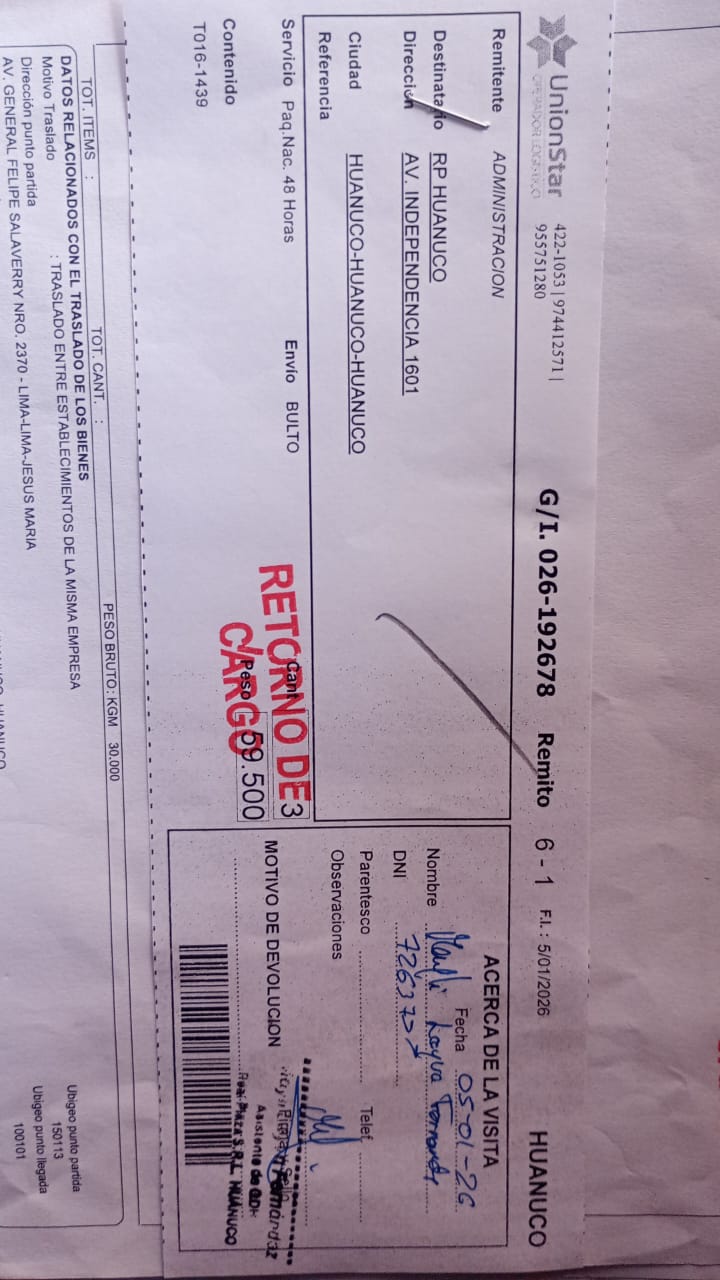 UnionStar
OPERADOR LOGISTICO
422-1053 | 974412571 |
955751280
G/I. 026-192678 Remito 6 - 1 F.I.: 5/01/2026 HUANUCO
Remitente ADMINISTRACION
Destinatario RP HUANUCO
Dirección AV. INDEPENDENCIA 1601
Ciudad HUANUCO-HUANUCO-HUANUCO
Referencia
Servicio Paq.Nac. 48 Horas Envío BULTO Cant 3
Peso 59.500
RETORNO DE
CARGO
Contenido
T016-1439
ACERCA DE LA VISITA
Fecha 05-01-26
Nombre
DNI
Parentesco Telef
Observaciones
MOTIVO DE DEVOLUCION
Sello
Asistente de
Real Plaza S.R.L. HUANUCO
TOT. ITEMS : TOT. CANT. : PESO BRUTO: KGM 30.000
DATOS RELACIONADOS CON EL TRASLADO DE LOS BIENES
Motivo Traslado : TRASLADO ENTRE ESTABLECIMIENTOS DE LA MISMA EMPRESA
Dirección punto partida Ubigeo punto partida
AV. GENERAL FELIPE SALAVERRY NRO. 2370 - LIMA-LIMA-JESUS MARIA 150113
Ubigeo punto llegada
100101